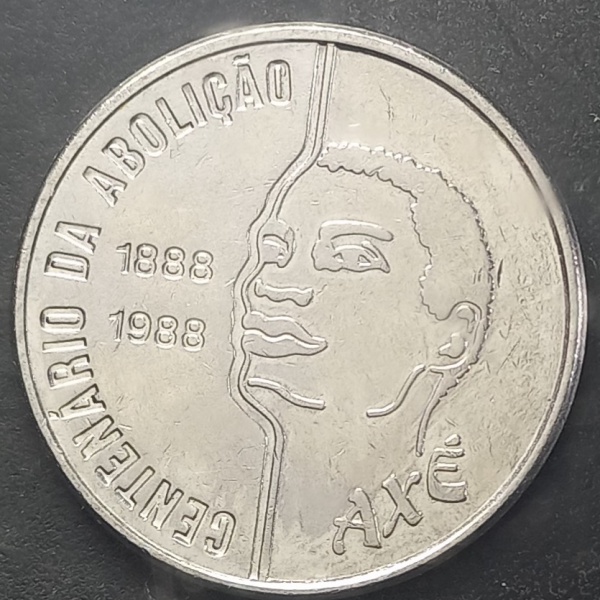 CENTENÁRIO DA ABOLIÇÃO
1888
1988
AXÉ